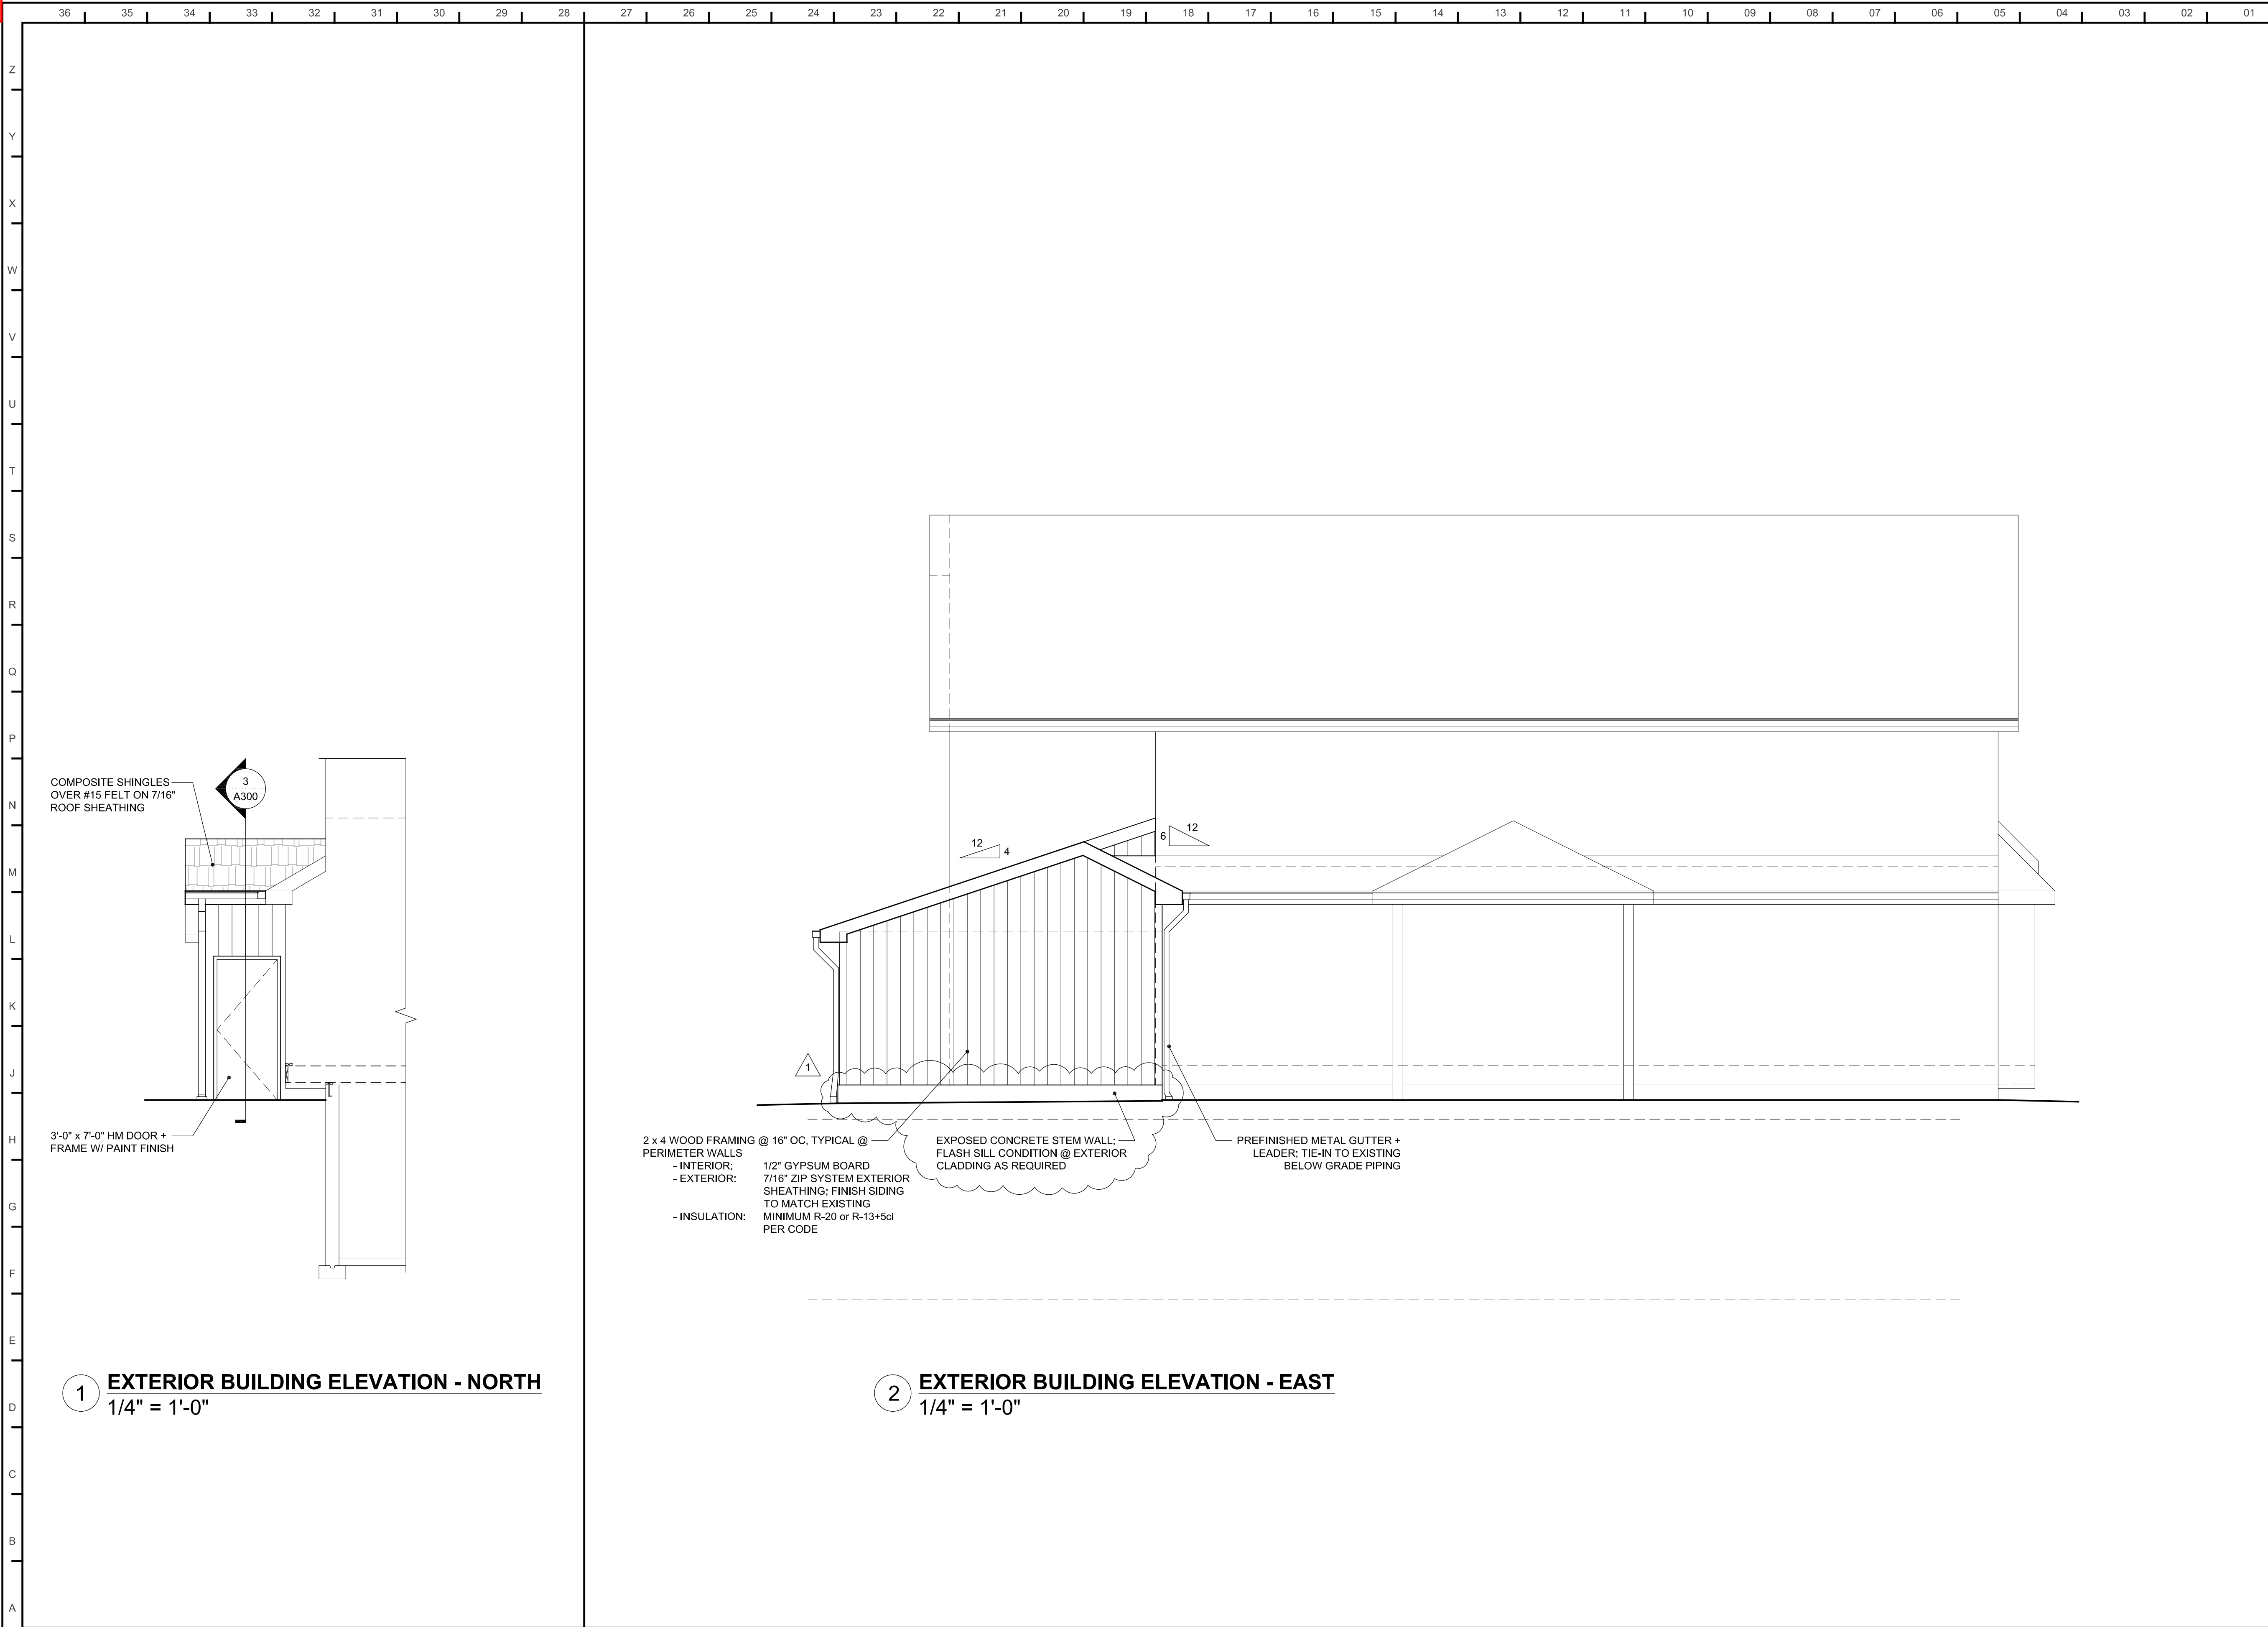 36 35 34 33 32 31 30 29 28 27 26 25 24 23 22 21 20 19 18 17 16 15 14 13 12 11 10 09 08 07 06 05 04 03 02 01
Z
Y
X
W
V
U
T
S
R
Q
P
N
M
L
K
J
H
G
F
E
D
C
B
A
COMPOSITE SHINGLES
OVER #15 FELT ON 7/16"
ROOF SHEATHING
3
A300
3'-0" x 7'-0" HM DOOR +
FRAME W/ PAINT FINISH
1 EXTERIOR BUILDING ELEVATION - NORTH
1/4" = 1'-0"
12
4
6
12
1
2 x 4 WOOD FRAMING @ 16" OC, TYPICAL @
PERIMETER WALLS
- INTERIOR: 1/2" GYPSUM BOARD
- EXTERIOR: 7/16" ZIP SYSTEM EXTERIOR
SHEATHING; FINISH SIDING
TO MATCH EXISTING
- INSULATION: MINIMUM R-20 or R-13+5ci
PER CODE
EXPOSED CONCRETE STEM WALL;
FLASH SILL CONDITION @ EXTERIOR
CLADDING AS REQUIRED
PREFINISHED METAL GUTTER +
LEADER; TIE-IN TO EXISTING
BELOW GRADE PIPING
2 EXTERIOR BUILDING ELEVATION - EAST
1/4" = 1'-0"